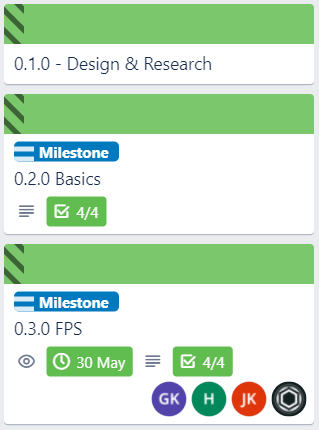 0.1.0 - Design & Research
Milestone
0.2.0 Basics
4/4
Milestone
0.3.0 FPS
30 May 4/4
GK H JK